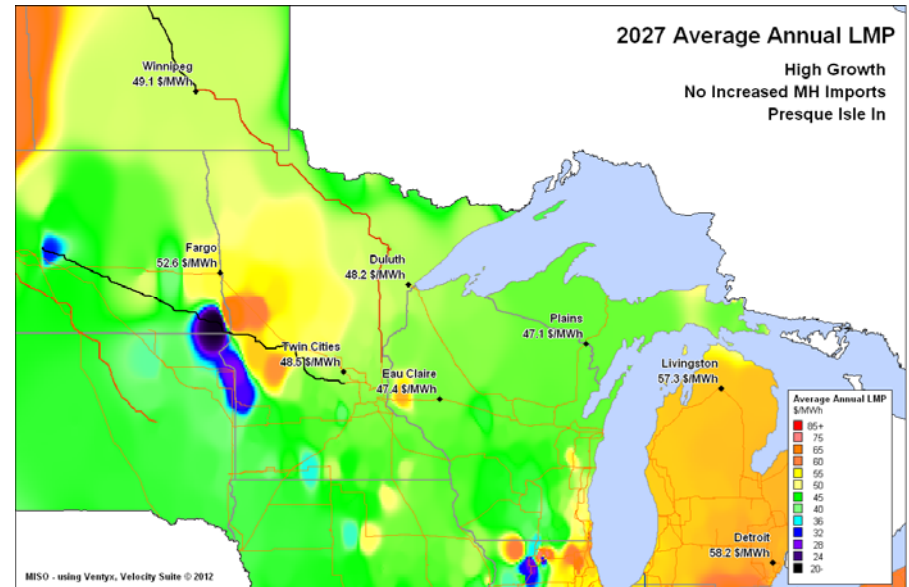 2027 Average Annual LMP
High Growth
No Increased MH Imports
Presque Isle In
Winnipeg
49.1 $/MWh
Fargo
52.6 $/MWh
Duluth
48.2 $/MWh
Plains
47.1 $/MWh
Twin Cities
48.5 $/MWh
Eau Claire
47.4 $/MWh
Livingston
57.3 $/MWh
Detroit
58.2 $/MWh
Average Annual LMP
$/MWh
85+
75
65
60
55
50
45
40
36
32
28
24
20-
MISO - using Ventyx, Velocity Suite © 2012